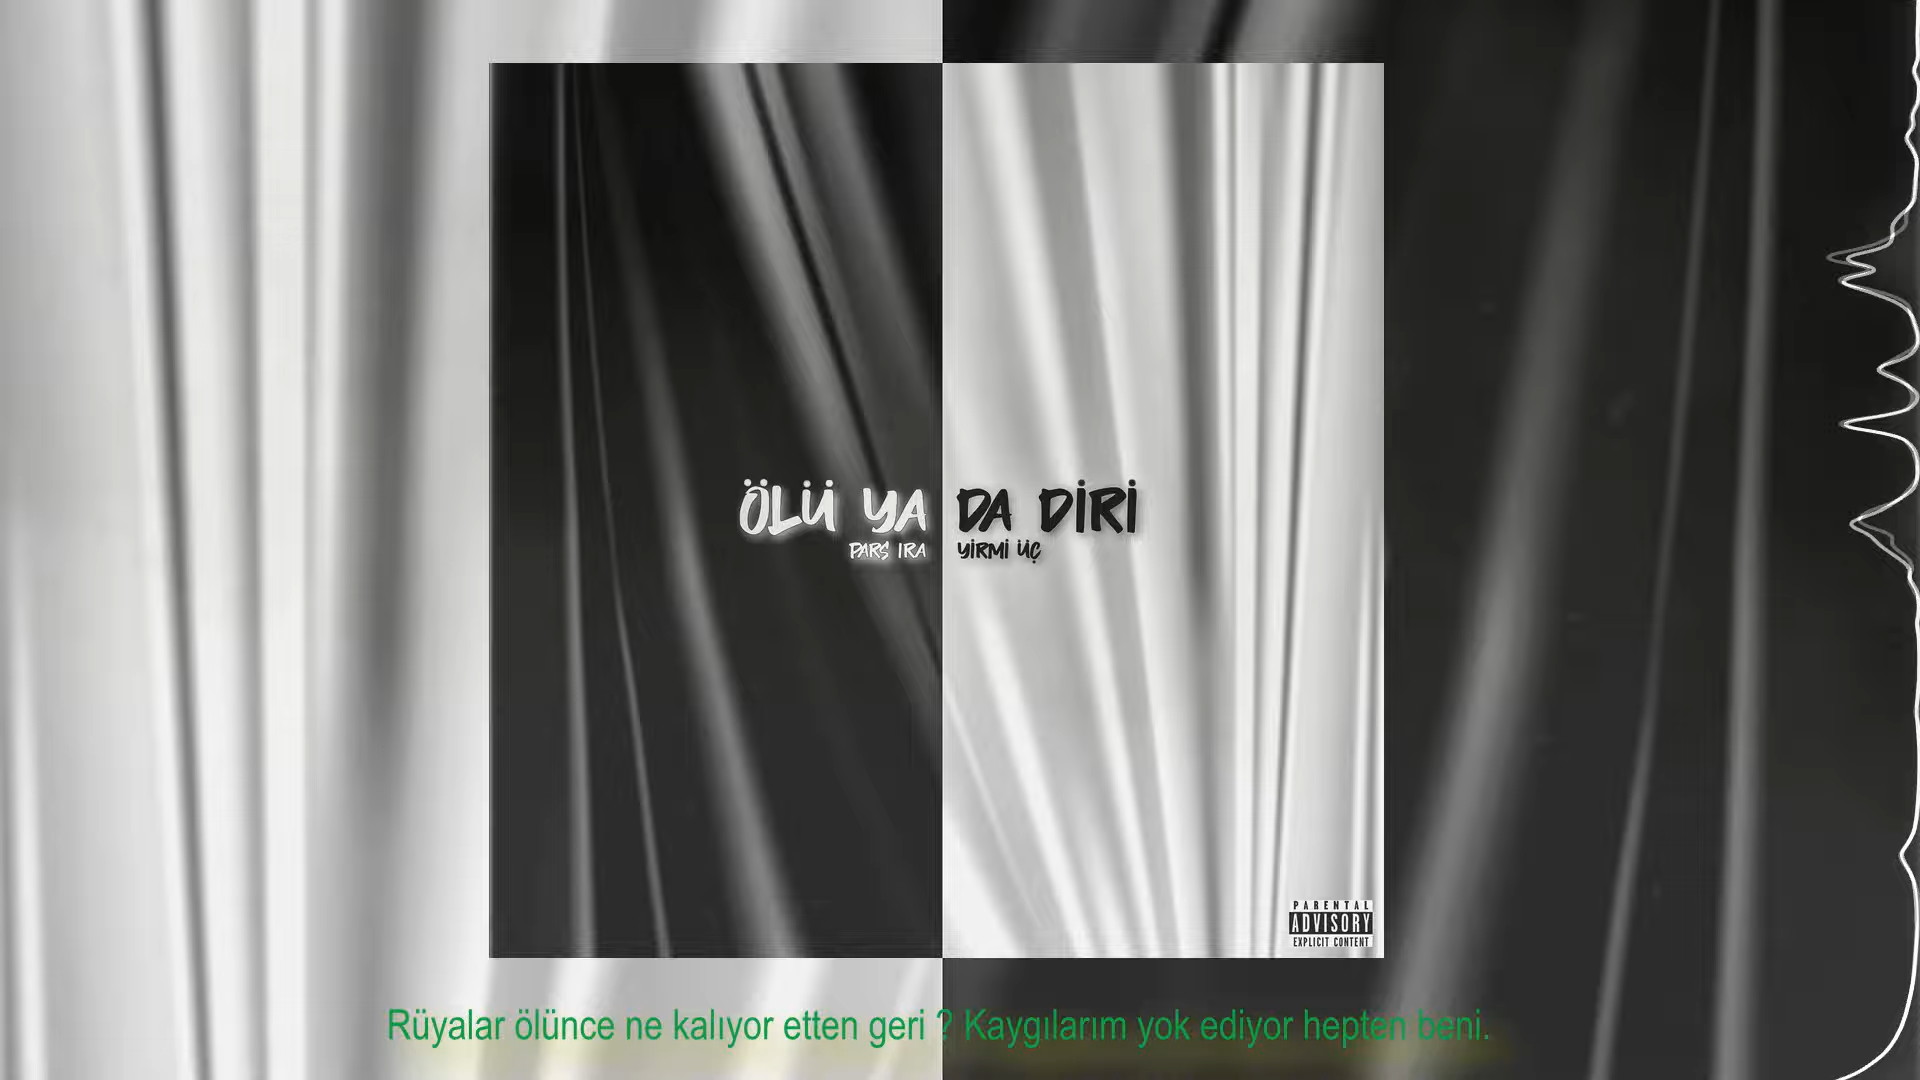 ÖLÜ YA DA DİRİ
PARS IRA YİRMİ ÜÇ
PARENTAL
ADVISORY
EXPLICIT CONTENT
Rüyalar ölünce ne kalıyor etten geri ? Kaygılarım yok ediyor hepten beni.